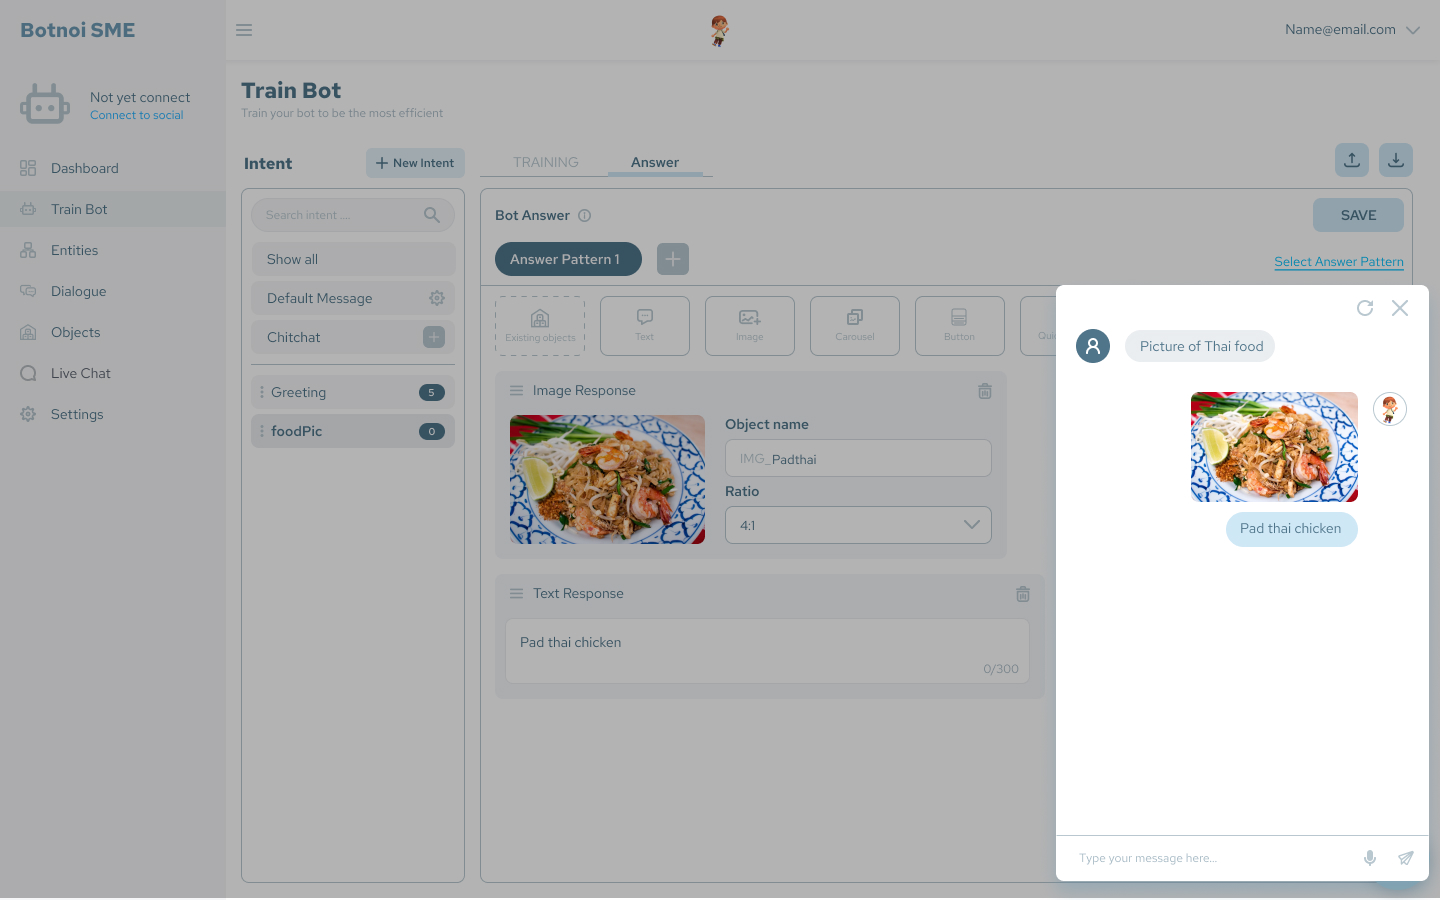 Botnoi SME
Name@email.com
Not yet connect
Connect to social
Dashboard
Train Bot
Entities
Dialogue
Objects
Live Chat
Settings
Train Bot
Train your bot to be the most efficient
Intent
New Intent
Search intent ...
Show all
Default Message
Chitchat
Greeting 5
foodPic 0
TRAINING
Answer
Bot Answer
SAVE
Answer Pattern 1
Select Answer Pattern
Existing objects
Text
Image
Carousel
Button
Image Response
Object name
IMG_Padthai
Ratio
4:1
Text Response
Pad thai chicken
0/300
Picture of Thai food
Pad thai chicken
Type your message here...